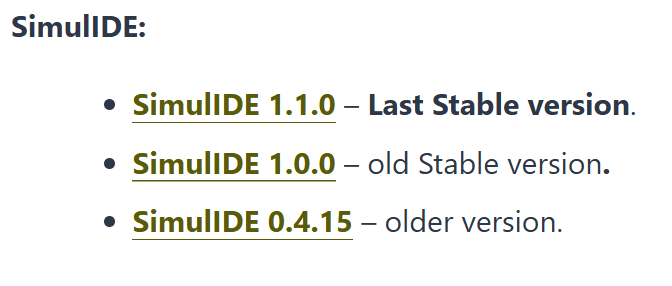 SimulIDE:
• SimulIDE 1.1.0 – Last Stable version.
• SimulIDE 1.0.0 – old Stable version.
• SimulIDE 0.4.15 – older version.